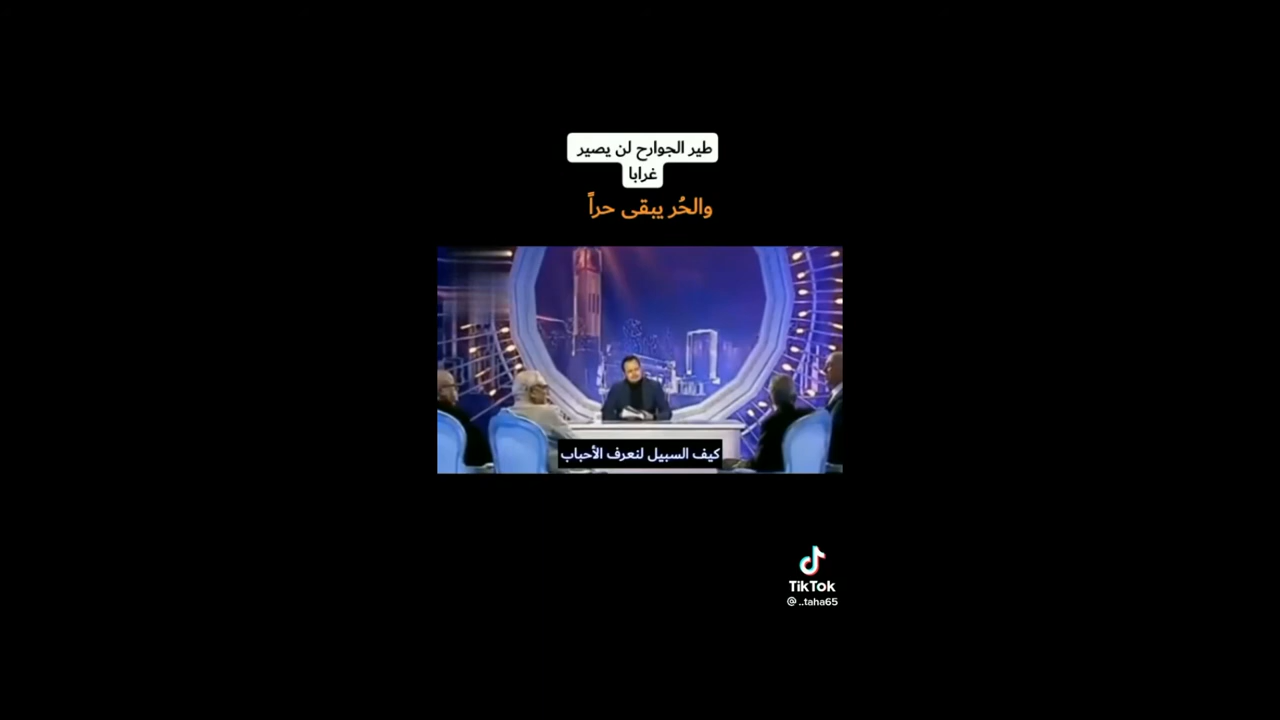 طير الجوارح لن يصير
غرابا
والحُر يبقى حراً
كيف السبيل لنعرف الأحباب
TikTok
@..taha65